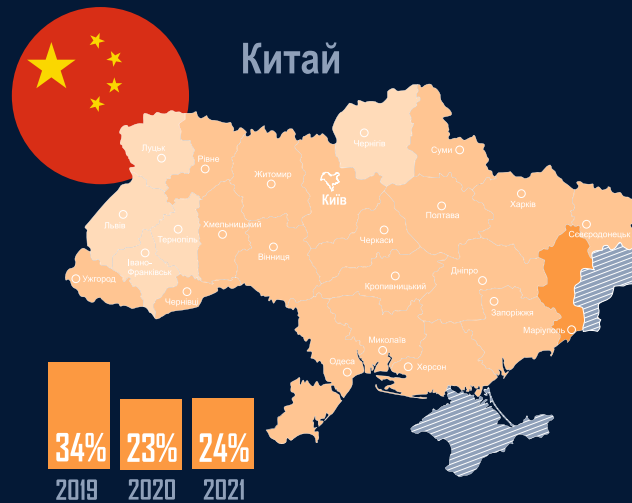 Китай
Чернігів
Луцьк
Суми
Рівне
Житомир
Київ
Харків
Полтава
Львів
Тернопіль
Хмельницький
Сєвєродонецьк
Черкаси
Вінниця
Івано-
Франківськ
Ужгород
Дніпро
Кропивницький
Чернівці
Запоріжжя
Маріуполь
Миколаїв
Одеса
Херсон
34% 23% 24%
2019 2020 2021